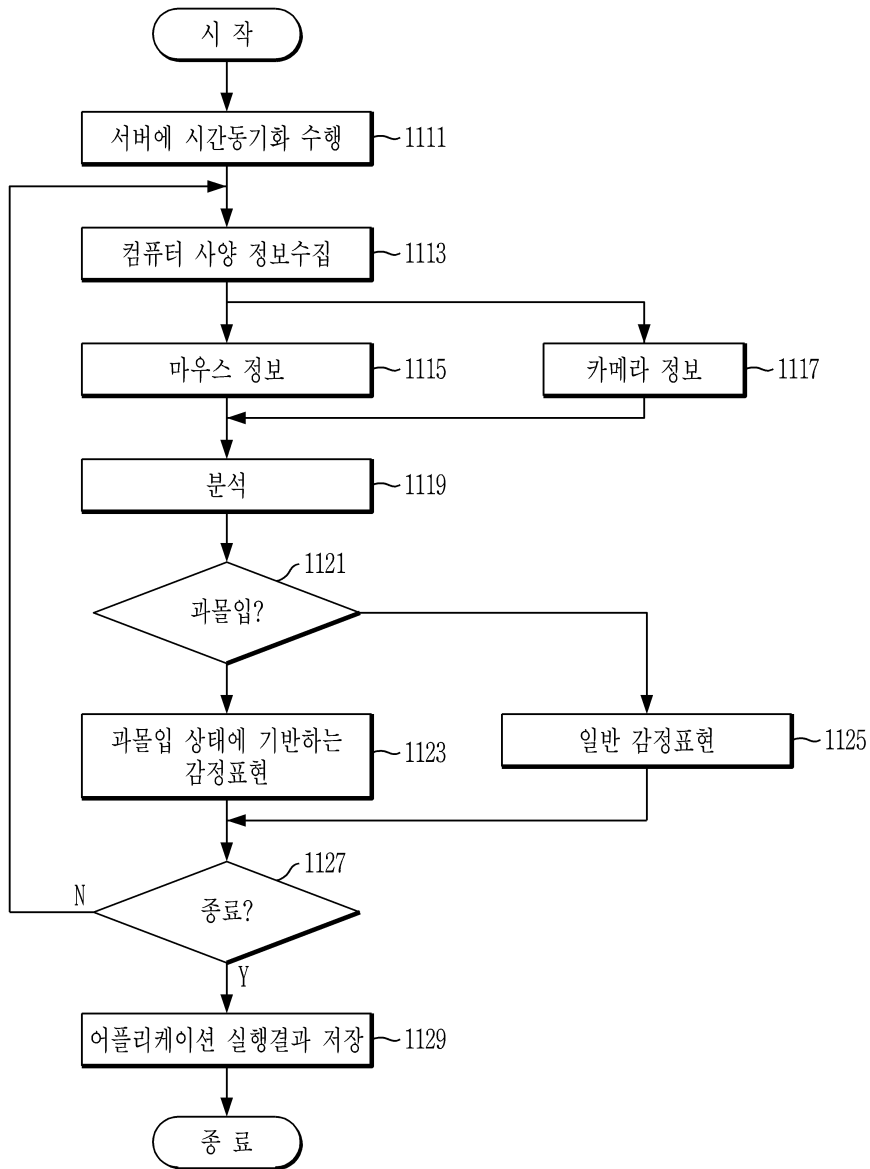 시 작
서버에 시간동기화 수행 1111
컴퓨터 사양 정보수집 1113
마우스 정보 1115
카메라 정보 1117
분석 1119
1121
과몰입?
과몰입 상태에 기반하는
감정표현
1123
일반 감정표현 1125
1127
N
종료?
Y
어플리케이션 실행결과 저장 1129
종 료